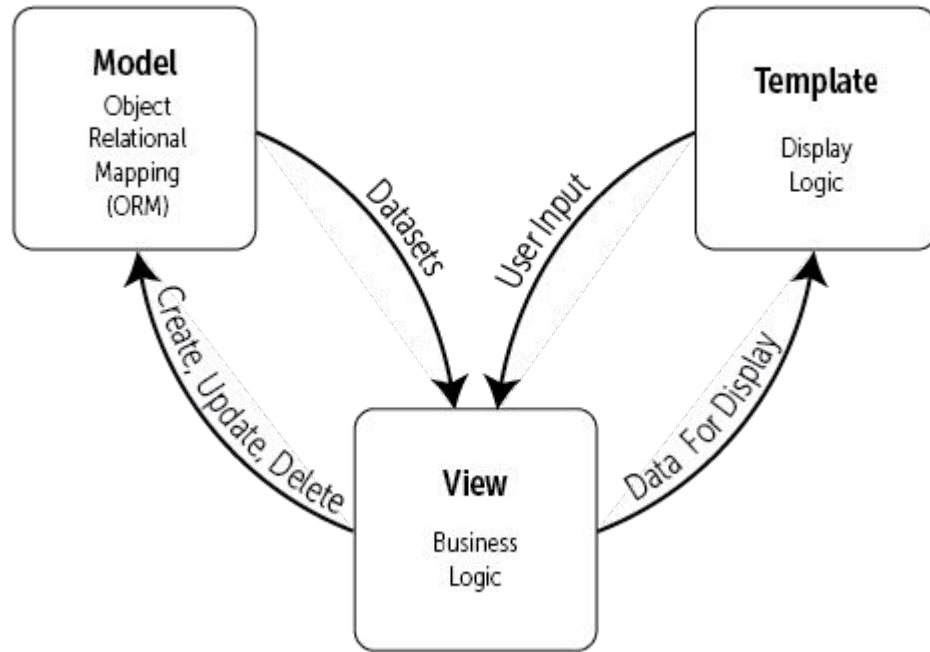 Model
Object
Relational
Mapping
(ORM)
Template
Display
Logic
Datasets
User Input
Create, Update, Delete
Data For Display
View
Business
Logic